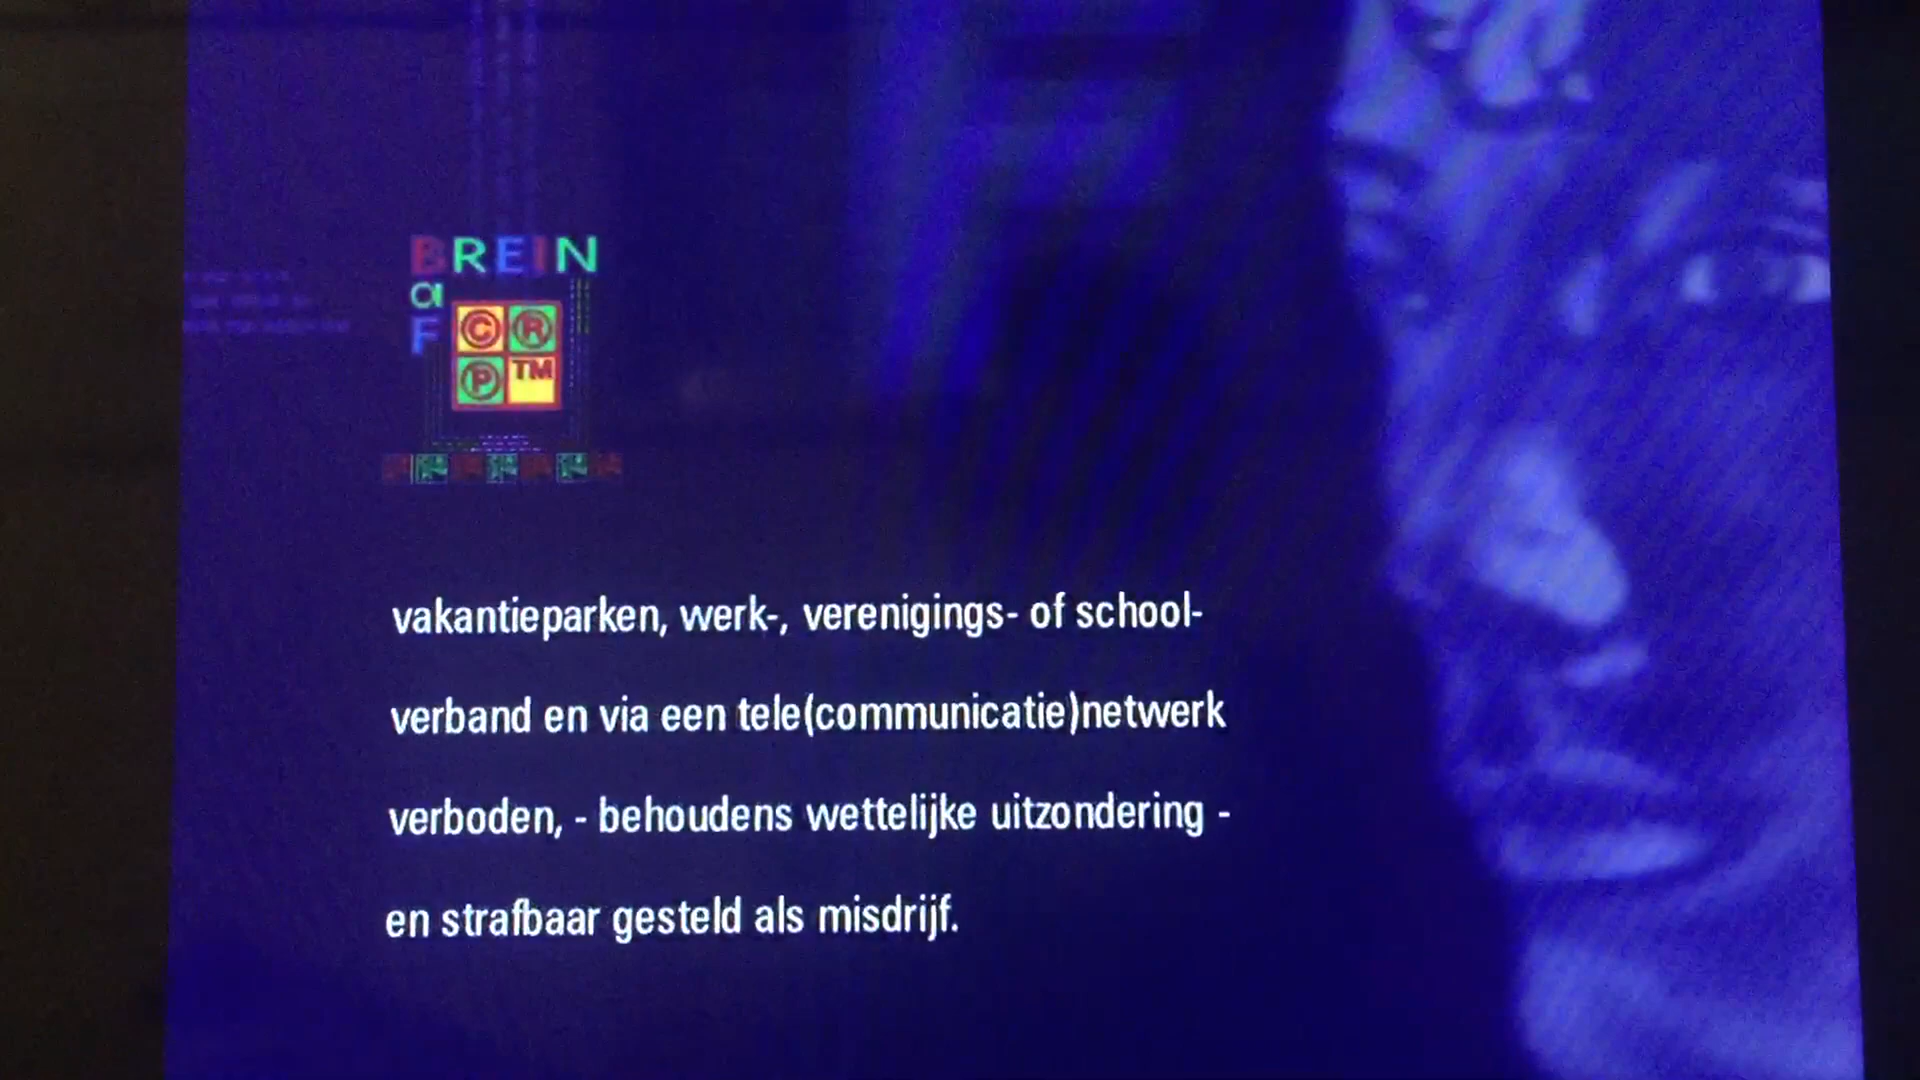 BREIN
a
F
© ®
℗ TM
vakantieparken, werk-, verenigings- of school-
verband en via een tele(communicatie)netwerk
verboden, - behoudens wettelijke uitzondering -
en strafbaar gesteld als misdrijf.